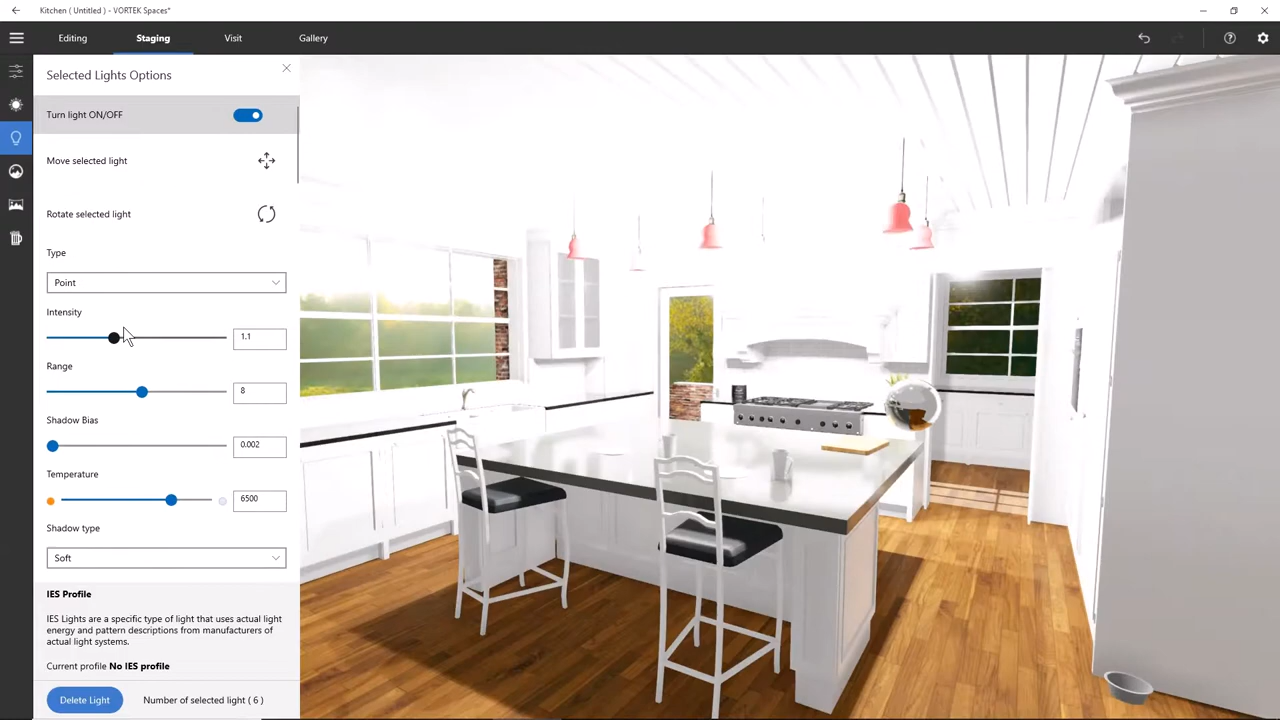 Kitchen ( Untitled ) - VORTEK Spaces*
Editing
Staging
Visit
Gallery
Selected Lights Options
Turn light ON/OFF
Move selected light
Rotate selected light
Type
Point
Intensity
1.1
Range
8
Shadow Bias
0.002
Temperature
6500
Shadow type
Soft
IES Profile
IES Lights are a specific type of light that uses actual light
energy and pattern descriptions from manufacturers of
actual light systems.
Current profile No IES profile
Delete Light
Number of selected light ( 6 )